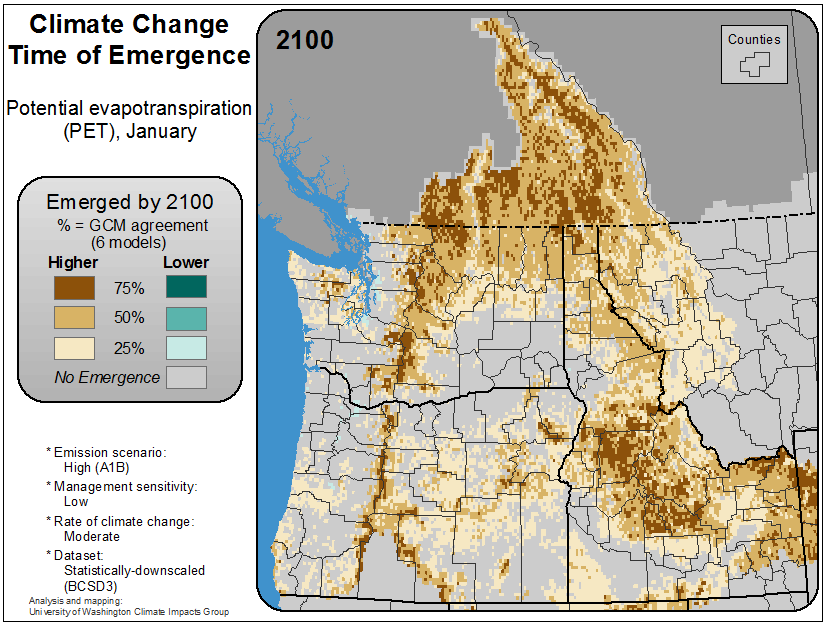 Climate Change
Time of Emergence
Potential evapotranspiration
(PET), January
Emerged by 2100
% = GCM agreement
(6 models)
Higher Lower
75%
50%
25%
No Emergence
* Emission scenario:
High (A1B)
* Management sensitivity:
Low
* Rate of climate change:
Moderate
* Dataset:
Statistically-downscaled
(BCSD3)
Analysis and mapping:
University of Washington Climate Impacts Group
2100
Counties